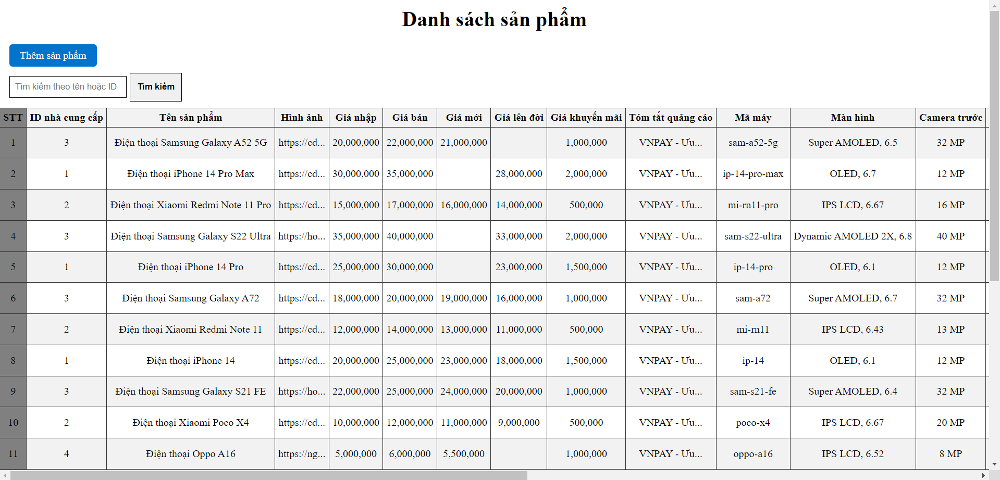 Danh sách sản phẩm
Thêm sản phẩm
Tìm kiếm theo tên hoặc ID Tìm kiếm
STT ID nhà cung cấp Tên sản phẩm Hình ảnh Giá nhập Giá bán Giá mới Giá lên đời Giá khuyến mãi Tóm tắt quảng cáo Mã máy Màn hình Camera trước
1 3 Điện thoại Samsung Galaxy A52 5G https://cd... 20,000,000 22,000,000 21,000,000 1,000,000 VNPAY - Ưu... sam-a52-5g Super AMOLED, 6.5 32 MP
2 1 Điện thoại iPhone 14 Pro Max https://cd... 30,000,000 35,000,000 28,000,000 2,000,000 VNPAY - Ưu... ip-14-pro-max OLED, 6.7 12 MP
3 2 Điện thoại Xiaomi Redmi Note 11 Pro https://cd... 15,000,000 17,000,000 16,000,000 14,000,000 500,000 VNPAY - Ưu... mi-rn11-pro IPS LCD, 6.67 16 MP
4 3 Điện thoại Samsung Galaxy S22 Ultra https://ho... 35,000,000 40,000,000 33,000,000 2,000,000 VNPAY - Ưu... sam-s22-ultra Dynamic AMOLED 2X, 6.8 40 MP
5 1 Điện thoại iPhone 14 Pro https://cd... 25,000,000 30,000,000 23,000,000 1,500,000 VNPAY - Ưu... ip-14-pro OLED, 6.1 12 MP
6 3 Điện thoại Samsung Galaxy A72 https://cd... 18,000,000 20,000,000 19,000,000 16,000,000 1,000,000 VNPAY - Ưu... sam-a72 Super AMOLED, 6.7 32 MP
7 2 Điện thoại Xiaomi Redmi Note 11 https://cd... 12,000,000 14,000,000 13,000,000 11,000,000 500,000 VNPAY - Ưu... mi-rn11 IPS LCD, 6.43 13 MP
8 1 Điện thoại iPhone 14 https://cd... 20,000,000 25,000,000 23,000,000 18,000,000 1,500,000 VNPAY - Ưu... ip-14 OLED, 6.1 12 MP
9 3 Điện thoại Samsung Galaxy S21 FE https://ho... 22,000,000 25,000,000 24,000,000 20,000,000 1,000,000 VNPAY - Ưu... sam-s21-fe Super AMOLED, 6.4 32 MP
10 2 Điện thoại Xiaomi Poco X4 https://cd... 10,000,000 12,000,000 11,000,000 9,000,000 500,000 VNPAY - Ưu... poco-x4 IPS LCD, 6.67 20 MP
11 4 Điện thoại Oppo A16 https://ng... 5,000,000 6,000,000 5,500,000 1,000,000 VNPAY - Ưu... oppo-a16 IPS LCD, 6.52 8 MP